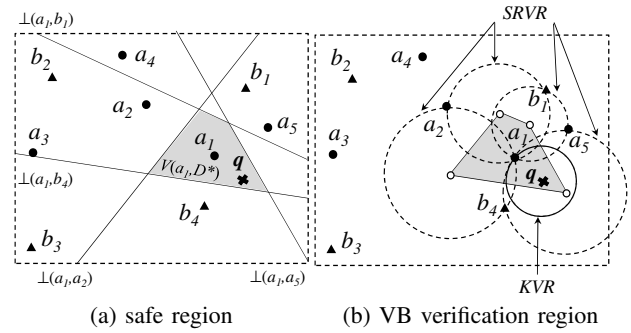 ⊥(a₁,b₁)
SRVR
b₂
a₄
b₁
a₂
a₅
a₃
a₁
q
V(a₁,D*)
⊥(a₁,b₄)
b₄
b₃
⊥(a₁,a₂)
⊥(a₁,a₅)
b₂
a₄
b₁
a₂
a₁
a₅
a₃
q
b₄
b₃
KVR
(a) safe region
(b) VB verification region